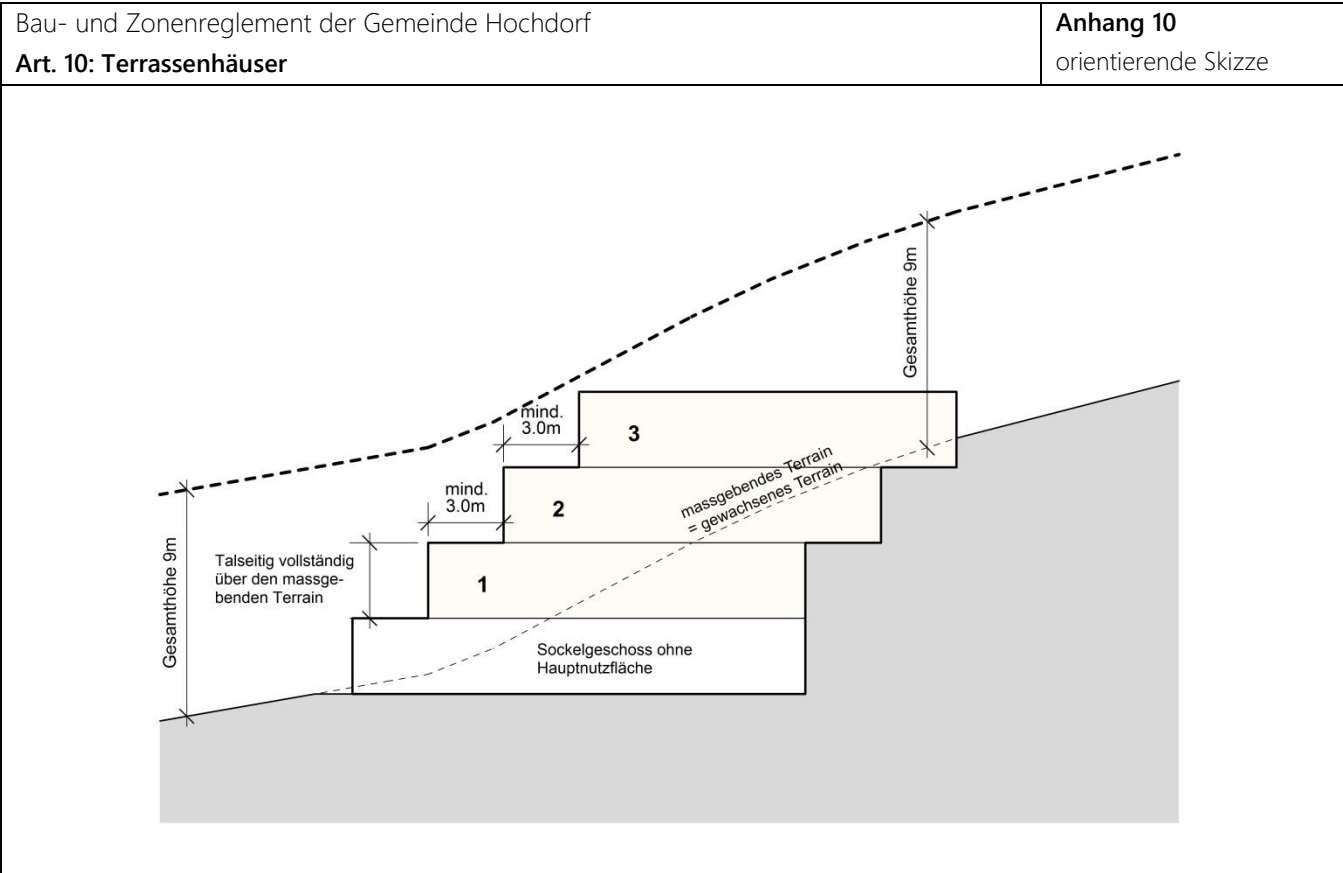 Bau- und Zonenreglement der Gemeinde Hochdorf
Art. 10: Terrassenhäuser
Anhang 10
orientierende Skizze
Gesamthöhe 9m
mind.
3.0m
3
massgebendes Terrain
= gewachsenes Terrain
mind.
3.0m
2
Gesamthöhe 9m
Talseitig vollständig
über den massge-
benden Terrain
1
Sockelgeschoss ohne
Hauptnutzfläche